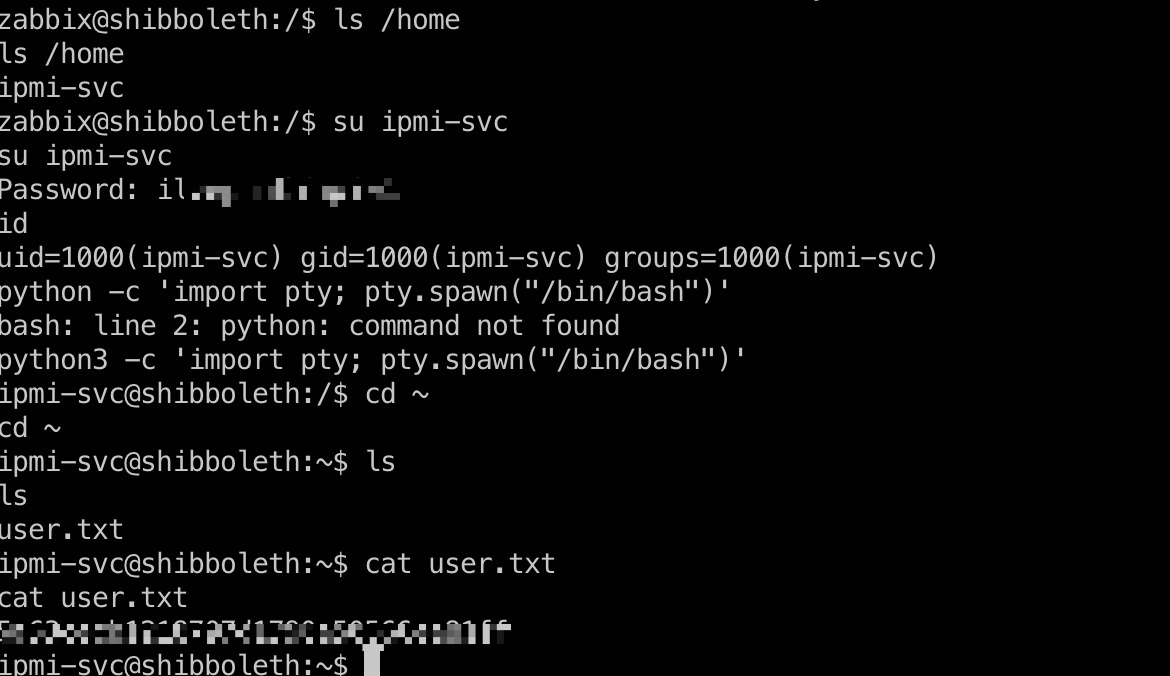 zabbix@shibboleth:/$ ls /home
ls /home
ipmi-svc
zabbix@shibboleth:/$ su ipmi-svc
su ipmi-svc
Password:
id
uid=1000(ipmi-svc) gid=1000(ipmi-svc) groups=1000(ipmi-svc)
python -c 'import pty; pty.spawn("/bin/bash")'
bash: line 2: python: command not found
python3 -c 'import pty; pty.spawn("/bin/bash")'
ipmi-svc@shibboleth:/$ cd ~
cd ~
ipmi-svc@shibboleth:~$ ls
ls
user.txt
ipmi-svc@shibboleth:~$ cat user.txt
cat user.txt
ipmi-svc@shibboleth:~$